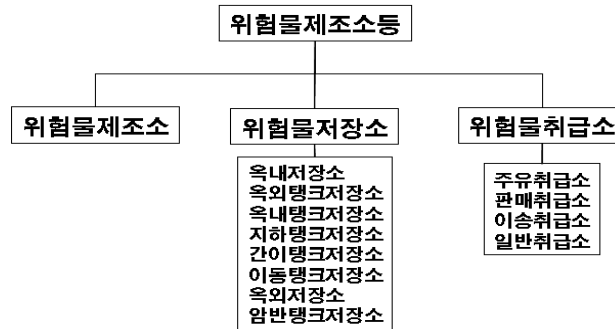 위험물제조소등
위험물제조소
위험물저장소
위험물취급소
옥내저장소
옥외탱크저장소
옥내탱크저장소
지하탱크저장소
간이탱크저장소
이동탱크저장소
옥외저장소
암반탱크저장소
주유취급소
판매취급소
이송취급소
일반취급소